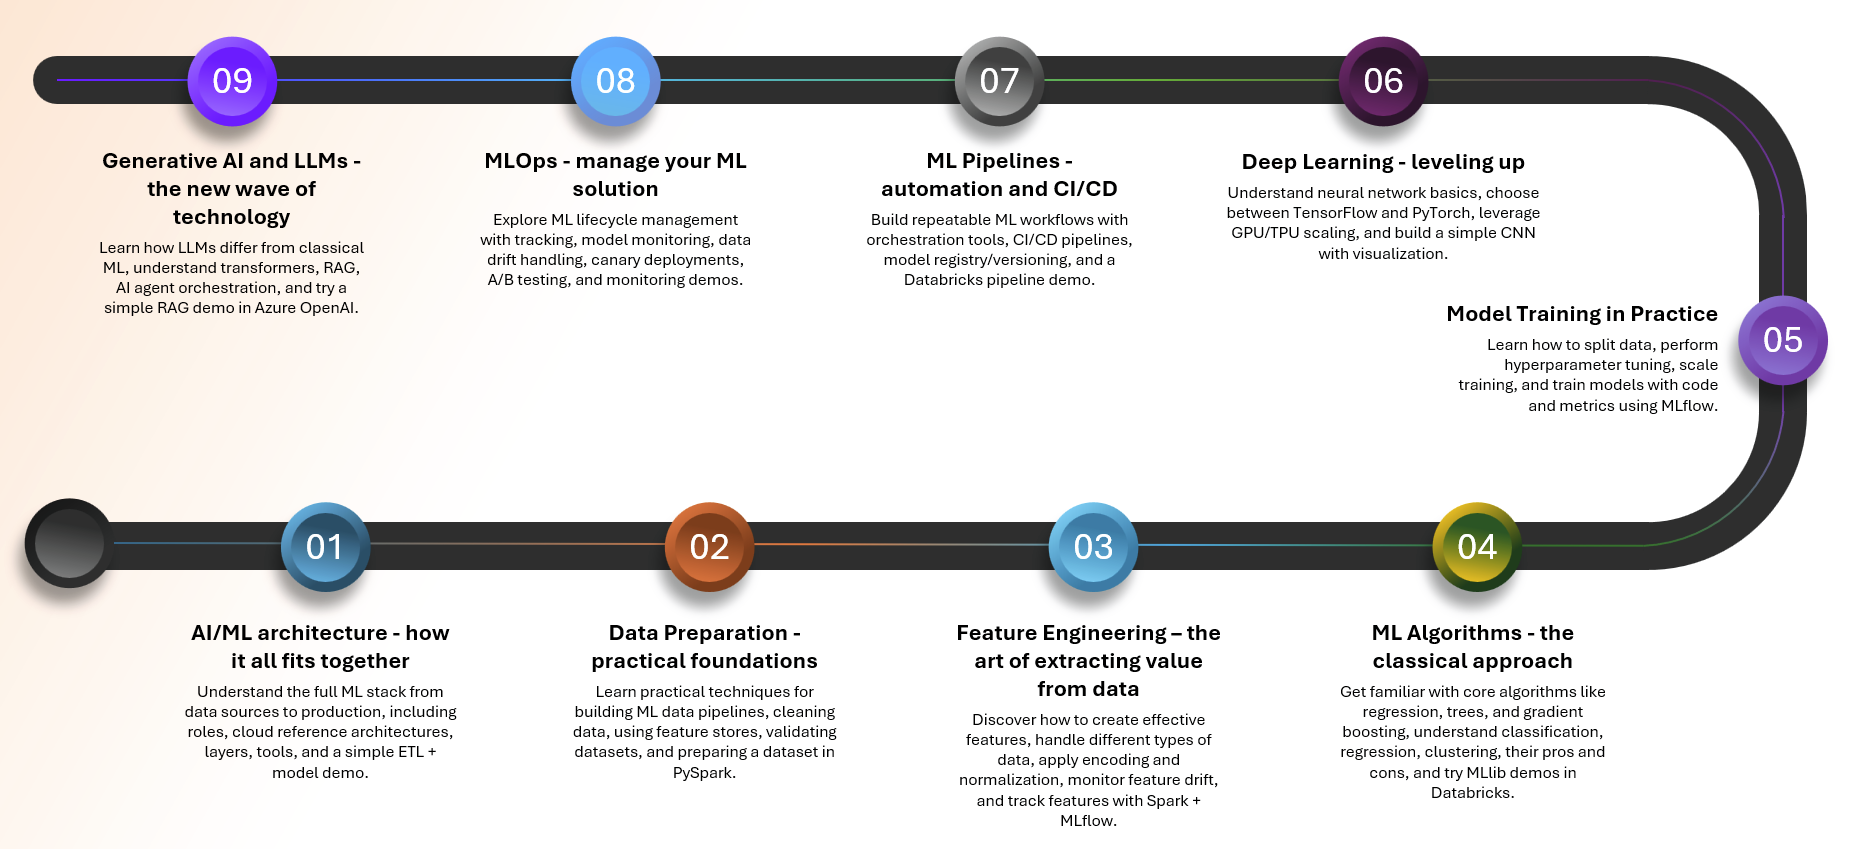 09
08
07
06
Generative AI and LLMs -
the new wave of
technology
Learn how LLMs differ from classical
ML, understand transformers, RAG,
AI agent orchestration, and try a
simple RAG demo in Azure OpenAI.
MLOps - manage your ML
solution
Explore ML lifecycle management
with tracking, model monitoring, data
drift handling, canary deployments,
A/B testing, and monitoring demos.
ML Pipelines -
automation and CI/CD
Build repeatable ML workflows with
orchestration tools, CI/CD pipelines,
model registry/versioning, and a
Databricks pipeline demo.
Deep Learning - leveling up
Understand neural network basics, choose
between TensorFlow and PyTorch, leverage
GPU/TPU scaling, and build a simple CNN
with visualization.
05
Model Training in Practice
Learn how to split data, perform
hyperparameter tuning, scale
training, and train models with code
and metrics using MLflow.
01
02
03
04
AI/ML architecture - how
it all fits together
Understand the full ML stack from
data sources to production, including
roles, cloud reference architectures,
layers, tools, and a simple ETL +
model demo.
Data Preparation -
practical foundations
Learn practical techniques for
building ML data pipelines, cleaning
data, using feature stores, validating
datasets, and preparing a dataset in
PySpark.
Feature Engineering – the
art of extracting value
from data
Discover how to create effective
features, handle different types of
data, apply encoding and
normalization, monitor feature drift,
and track features with Spark +
MLflow.
ML Algorithms - the
classical approach
Get familiar with core algorithms like
regression, trees, and gradient
boosting, understand classification,
regression, clustering, their pros and
cons, and try MLlib demos in
Databricks.